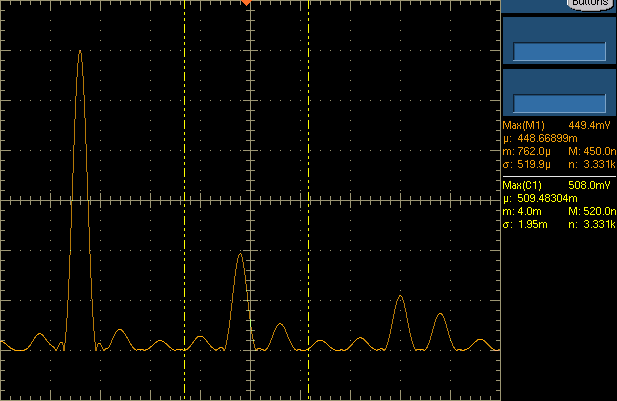 Buttons
Max(M1) 449.4mV
µ: 448.66899m
m: 762.0µ M: 450.0n
σ: 519.9µ n: 3.331k
Max(C1) 508.0mV
µ: 509.48304m
m: 4.0m M: 520.0n
σ: 1.95m n: 3.331k